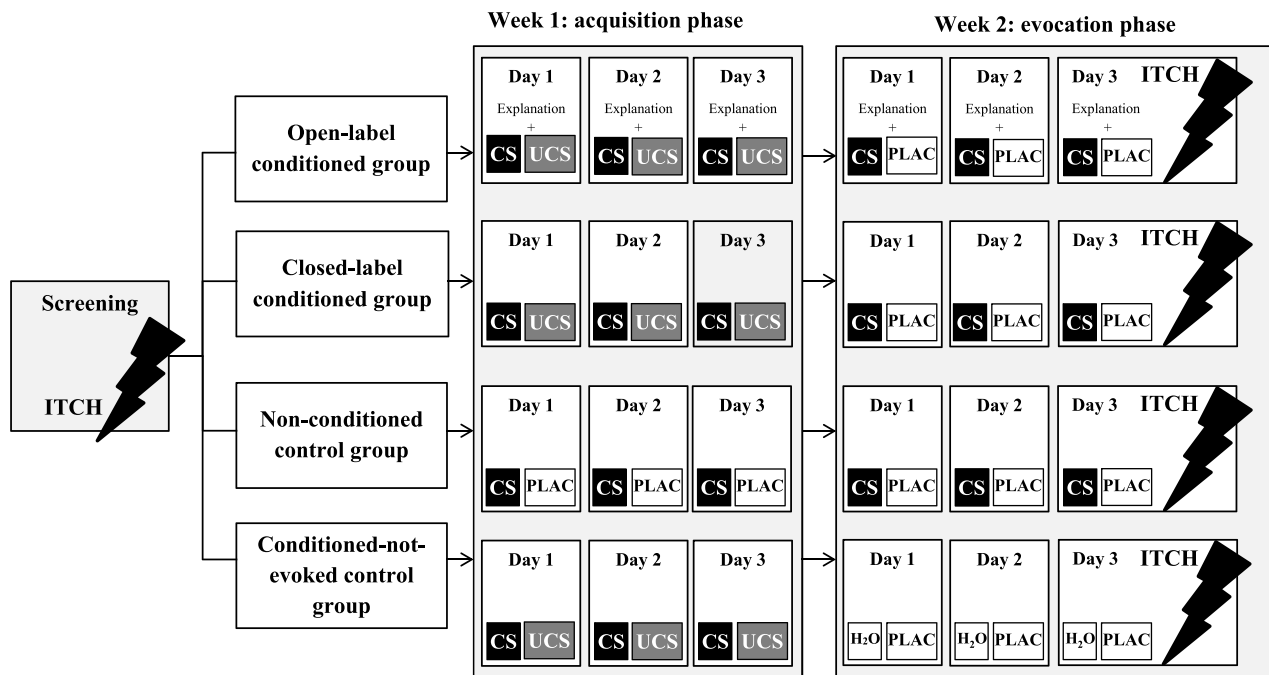 Week 1: acquisition phase
Week 2: evocation phase
Screening
ITCH
Open-label
conditioned group
Day 1
Explanation
+
CS UCS
Day 2
Explanation
+
CS UCS
Day 3
Explanation
+
CS UCS
Day 1
Explanation
+
CS PLAC
Day 2
Explanation
+
CS PLAC
Day 3
ITCH
Explanation
+
CS PLAC
Closed-label
conditioned group
Day 1
CS UCS
Day 2
CS UCS
Day 3
CS UCS
Day 1
CS PLAC
Day 2
CS PLAC
Day 3
ITCH
CS PLAC
Non-conditioned
control group
Day 1
CS PLAC
Day 2
CS PLAC
Day 3
CS PLAC
Day 1
CS PLAC
Day 2
CS PLAC
Day 3
ITCH
CS PLAC
Conditioned-not-
evoked control
group
Day 1
CS UCS
Day 2
CS UCS
Day 3
CS UCS
Day 1
H₂O PLAC
Day 2
H₂O PLAC
Day 3
ITCH
H₂O PLAC